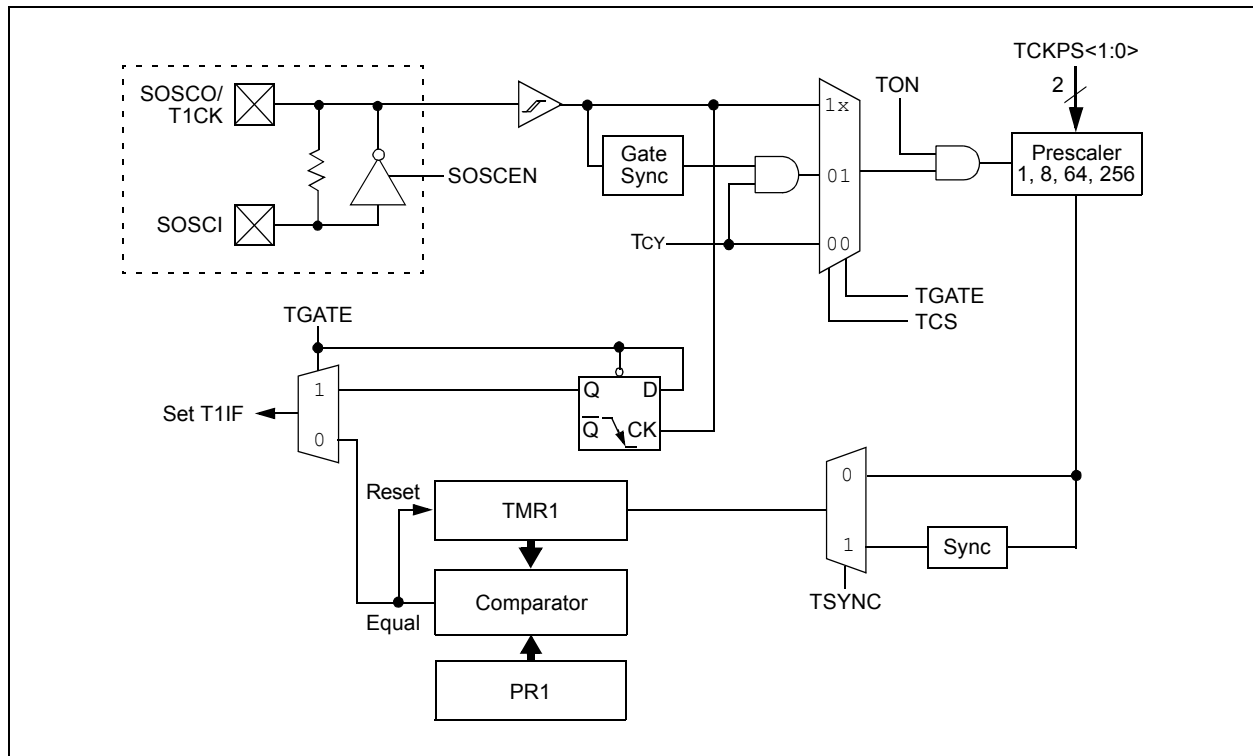 TCKPS<1:0>
SOSCO/
T1CK
TON
2
1x
Gate
Sync
Prescaler
1, 8, 64, 256
SOSCEN
01
SOSCI
TCY
00
TGATE
TCS
TGATE
1
Q
D
Set T1IF
Q
CK
0
Reset
TMR1
0
1
Sync
Comparator
TSYNC
Equal
PR1